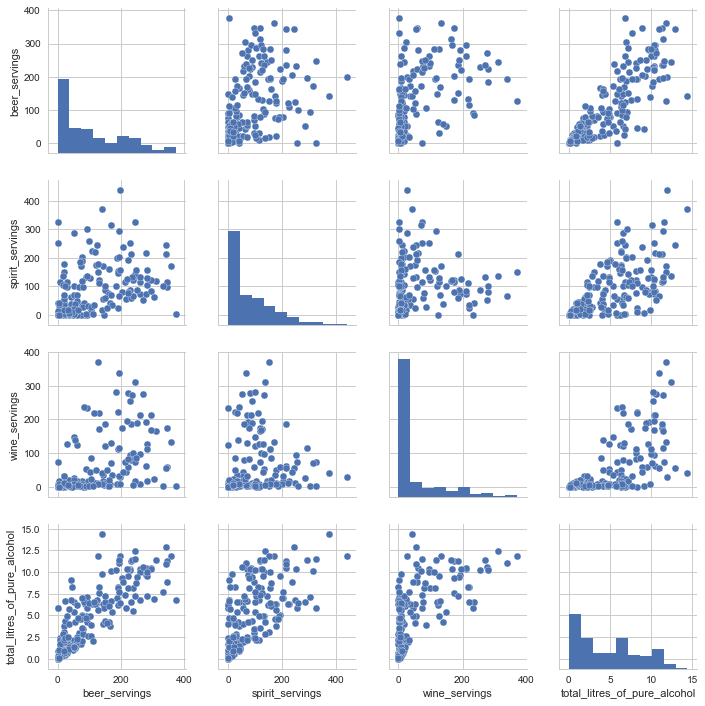 400
300
200
100
0
beer_servings
400
300
200
100
0
spirit_servings
400
300
200
100
0
wine_servings
15.0
12.5
10.0
7.5
5.0
2.5
0.0
total_litres_of_pure_alcohol
0 200 400
0 200 400
0 200 400
0 5 10 15
beer_servings
spirit_servings
wine_servings
total_litres_of_pure_alcohol